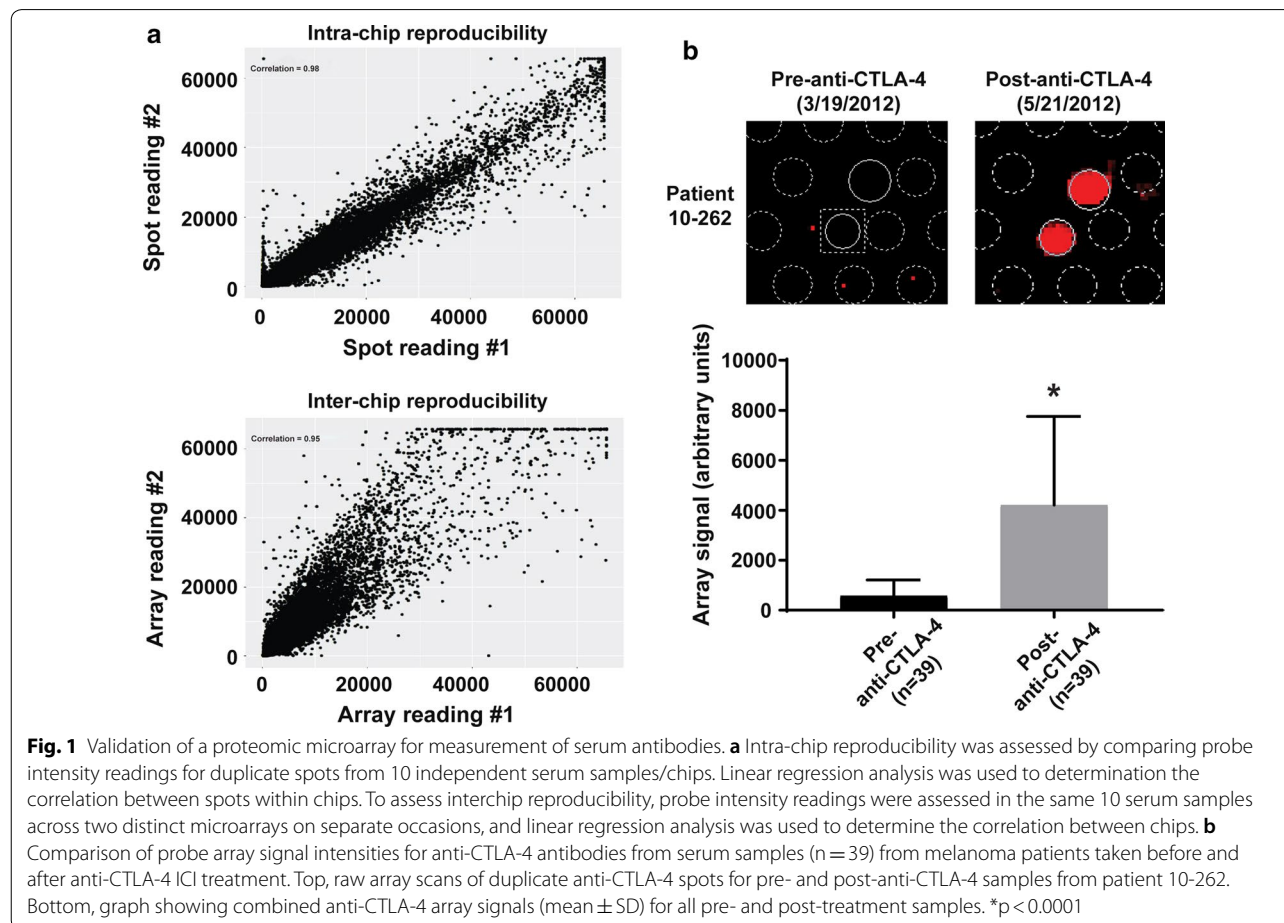 a
Intra-chip reproducibility
Correlation = 0.98
60000
40000
20000
0
Spot reading #2
0 20000 40000 60000
Spot reading #1
Inter-chip reproducibility
Correlation = 0.95
60000
40000
20000
0
Array reading #2
0 20000 40000 60000
Array reading #1
b
Pre-anti-CTLA-4
(3/19/2012)
Post-anti-CTLA-4
(5/21/2012)
Patient
10-262
Array signal (arbitrary units)
10000
8000
6000
4000
2000
0
*
Pre-
anti-CTLA-4
(n=39)
Post-
anti-CTLA-4
(n=39)
Fig. 1 Validation of a proteomic microarray for measurement of serum antibodies. a Intra-chip reproducibility was assessed by comparing probe
intensity readings for duplicate spots from 10 independent serum samples/chips. Linear regression analysis was used to determination the
correlation between spots within chips. To assess interchip reproducibility, probe intensity readings were assessed in the same 10 serum samples
across two distinct microarrays on separate occasions, and linear regression analysis was used to determine the correlation between chips. b
Comparison of probe array signal intensities for anti-CTLA-4 antibodies from serum samples (n = 39) from melanoma patients taken before and
after anti-CTLA-4 ICI treatment. Top, raw array scans of duplicate anti-CTLA-4 spots for pre- and post-anti-CTLA-4 samples from patient 10-262.
Bottom, graph showing combined anti-CTLA-4 array signals (mean ± SD) for all pre- and post-treatment samples. *p < 0.0001